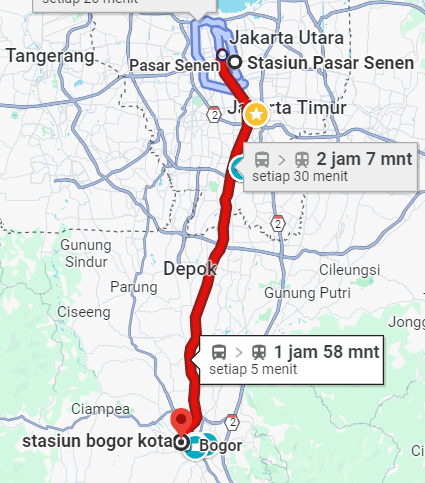 setiap 20 menit
Jakarta Utara
Tangerang
Pasar Senen
Stasiun Pasar Senen
Jakarta Timur
2
2 jam 7 mnt
setiap 30 menit
2
Gunung
Sindur
Depok
Cileungsi
Parung
Gunung Putri
Ciseeng
Jongg
1 jam 58 mnt
setiap 5 menit
Ciampea
2
stasiun bogor kota
Bogor
Ci